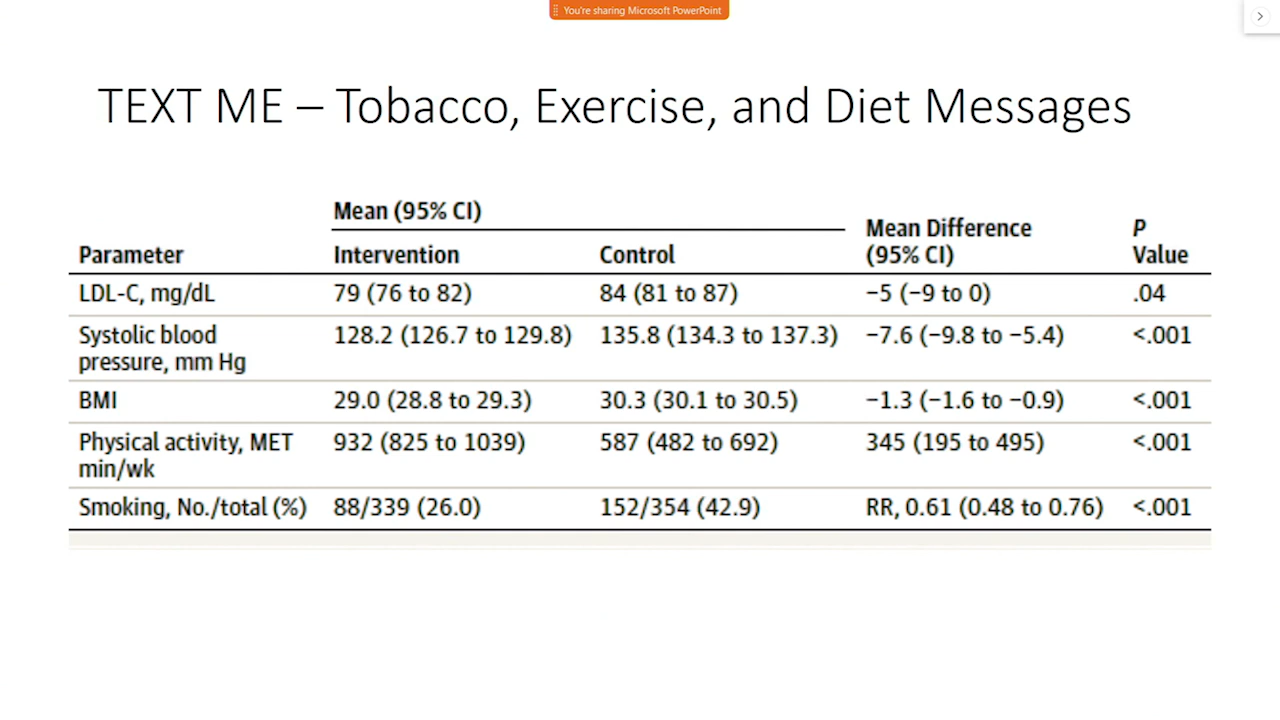 You're sharing Microsoft PowerPoint
TEXT ME – Tobacco, Exercise, and Diet Messages
Mean (95% CI)
Parameter Intervention Control Mean Difference (95% CI) P Value
LDL-C, mg/dL 79 (76 to 82) 84 (81 to 87) −5 (−9 to 0) .04
Systolic blood pressure, mm Hg 128.2 (126.7 to 129.8) 135.8 (134.3 to 137.3) −7.6 (−9.8 to −5.4) <.001
BMI 29.0 (28.8 to 29.3) 30.3 (30.1 to 30.5) −1.3 (−1.6 to −0.9) <.001
Physical activity, MET min/wk 932 (825 to 1039) 587 (482 to 692) 345 (195 to 495) <.001
Smoking, No./total (%) 88/339 (26.0) 152/354 (42.9) RR, 0.61 (0.48 to 0.76) <.001